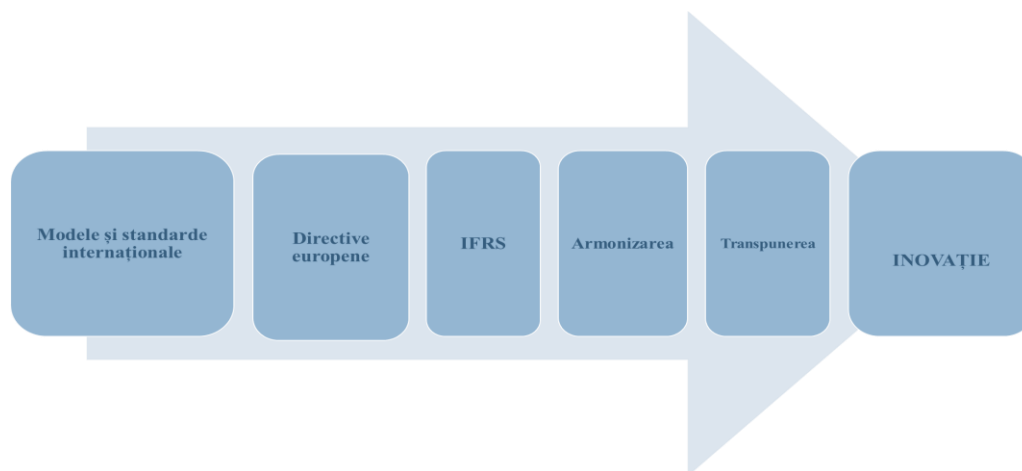 Modele și standarde
internaționale
Directive
europene
IFRS
Armonizarea
Transpunerea
INOVAȚIE